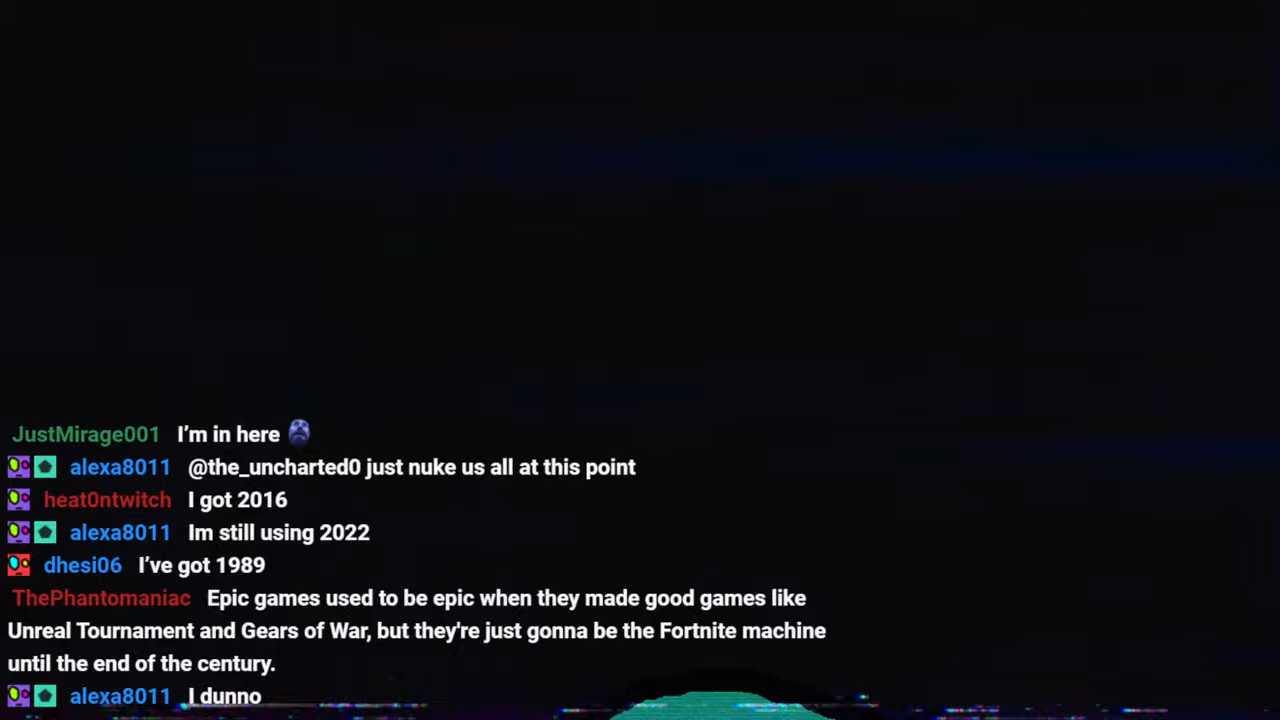 JustMirage001 I’m in here
alexa8011 @the_uncharted0 just nuke us all at this point
heat0ntwitch I got 2016
alexa8011 Im still using 2022
dhesi06 I’ve got 1989
ThePhantomaniac Epic games used to be epic when they made good games like
Unreal Tournament and Gears of War, but they're just gonna be the Fortnite machine
until the end of the century.
alexa8011 I dunno